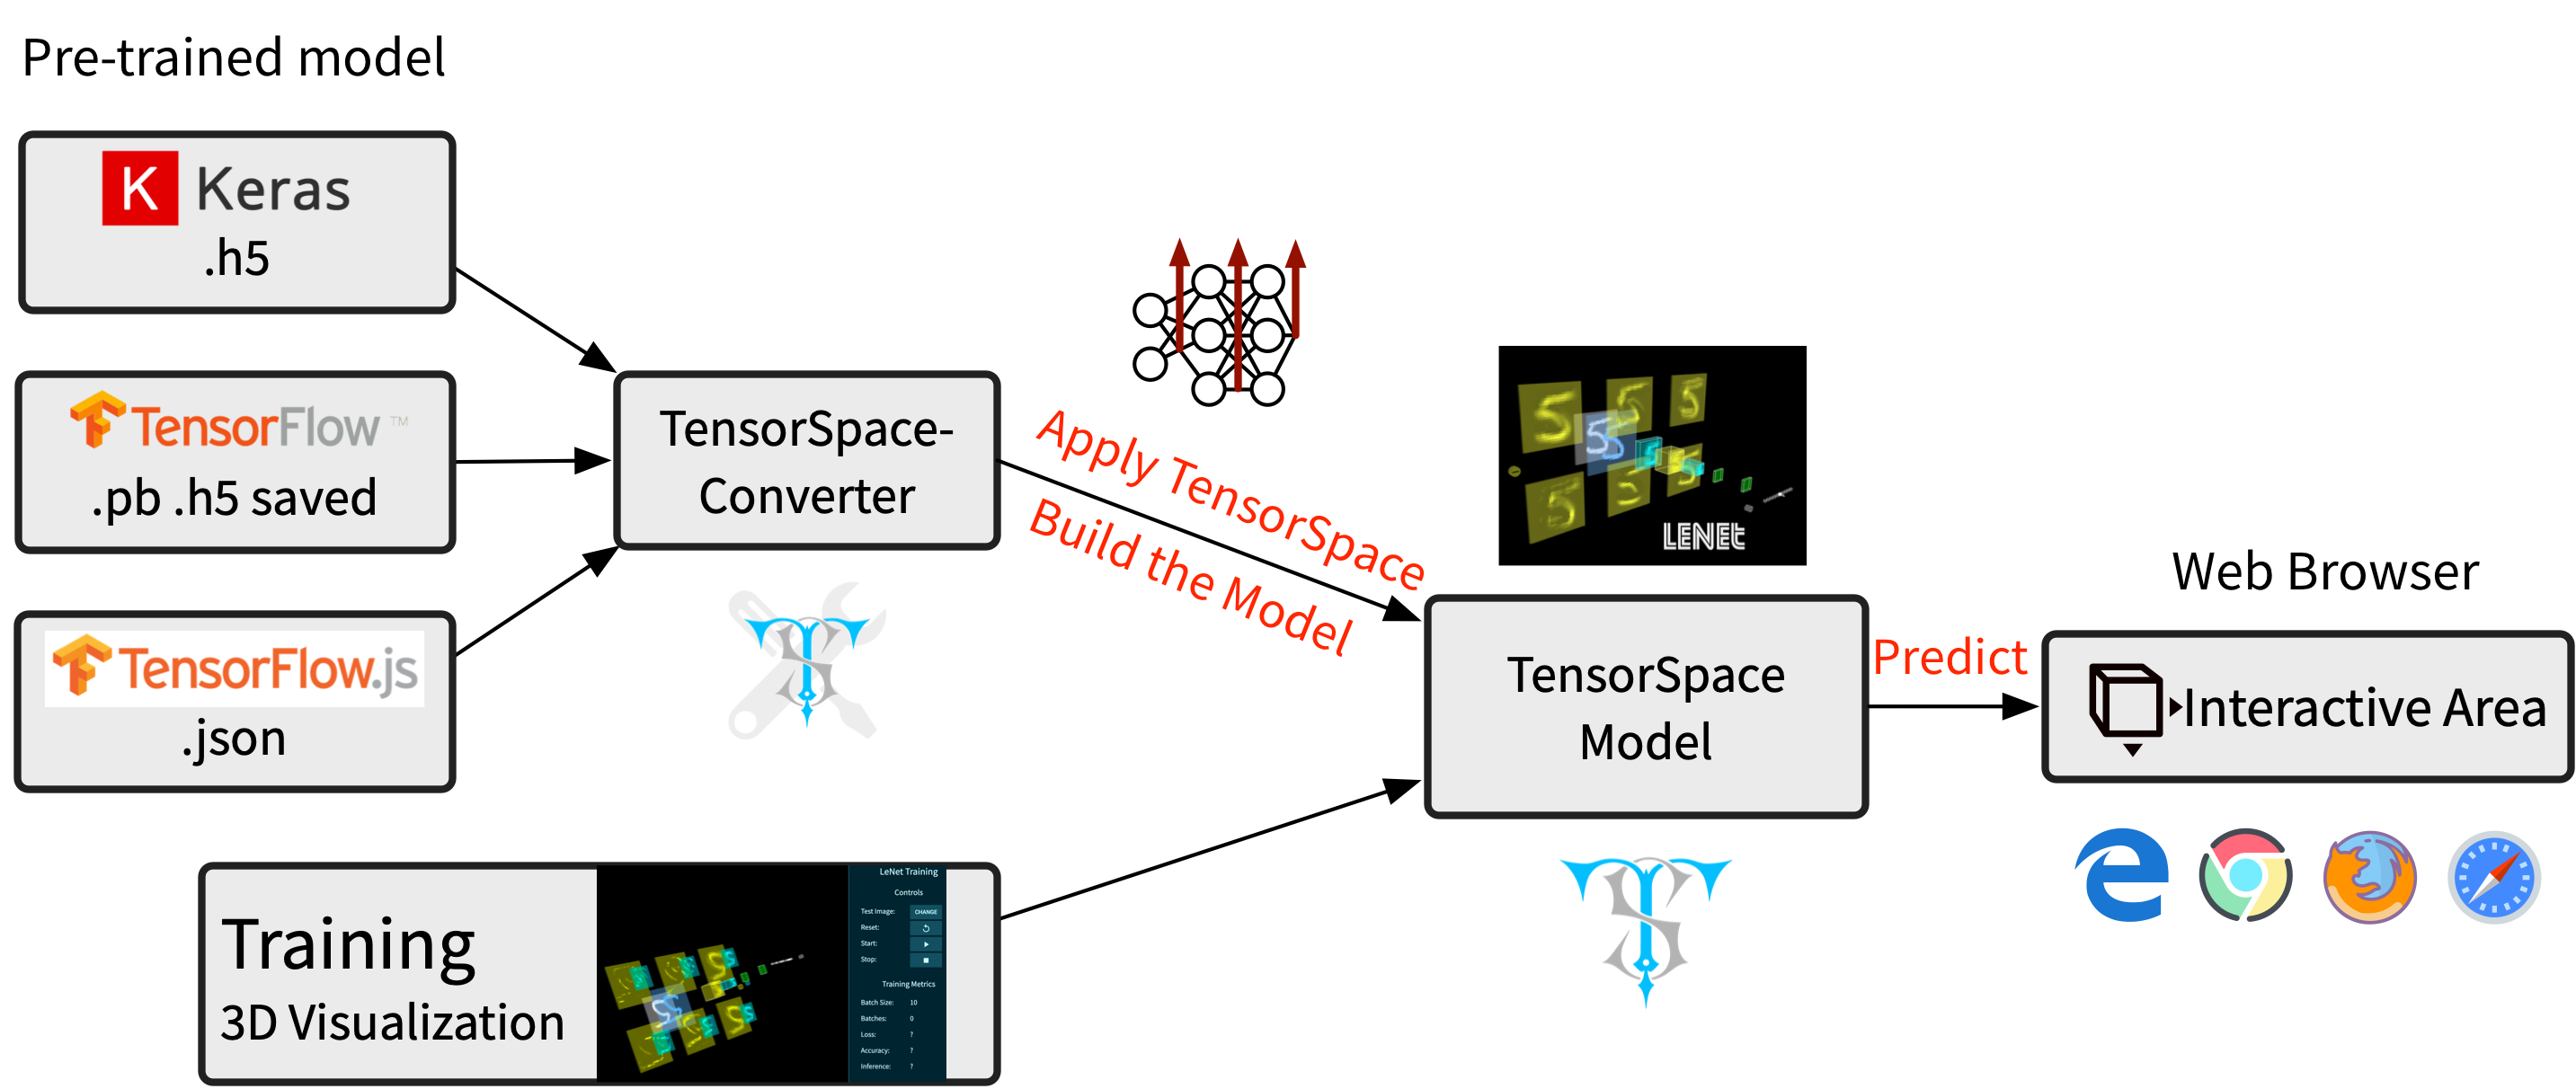 Pre-trained model
K Keras
.h5
TensorFlow ™
.pb .h5 saved
TensorFlow.js
.json
TensorSpace-
Converter
Apply TensorSpace
Build the Model
LENEt
TensorSpace
Model
Predict
Web Browser
Interactive Area
Training
3D Visualization
LeNet Training
Controls
Test Image: CHANGE
Reset:
Start:
Stop:
Training Metrics
Batch Size: 10
Batches: 0
Loss: ?
Accuracy: ?
Inference: ?